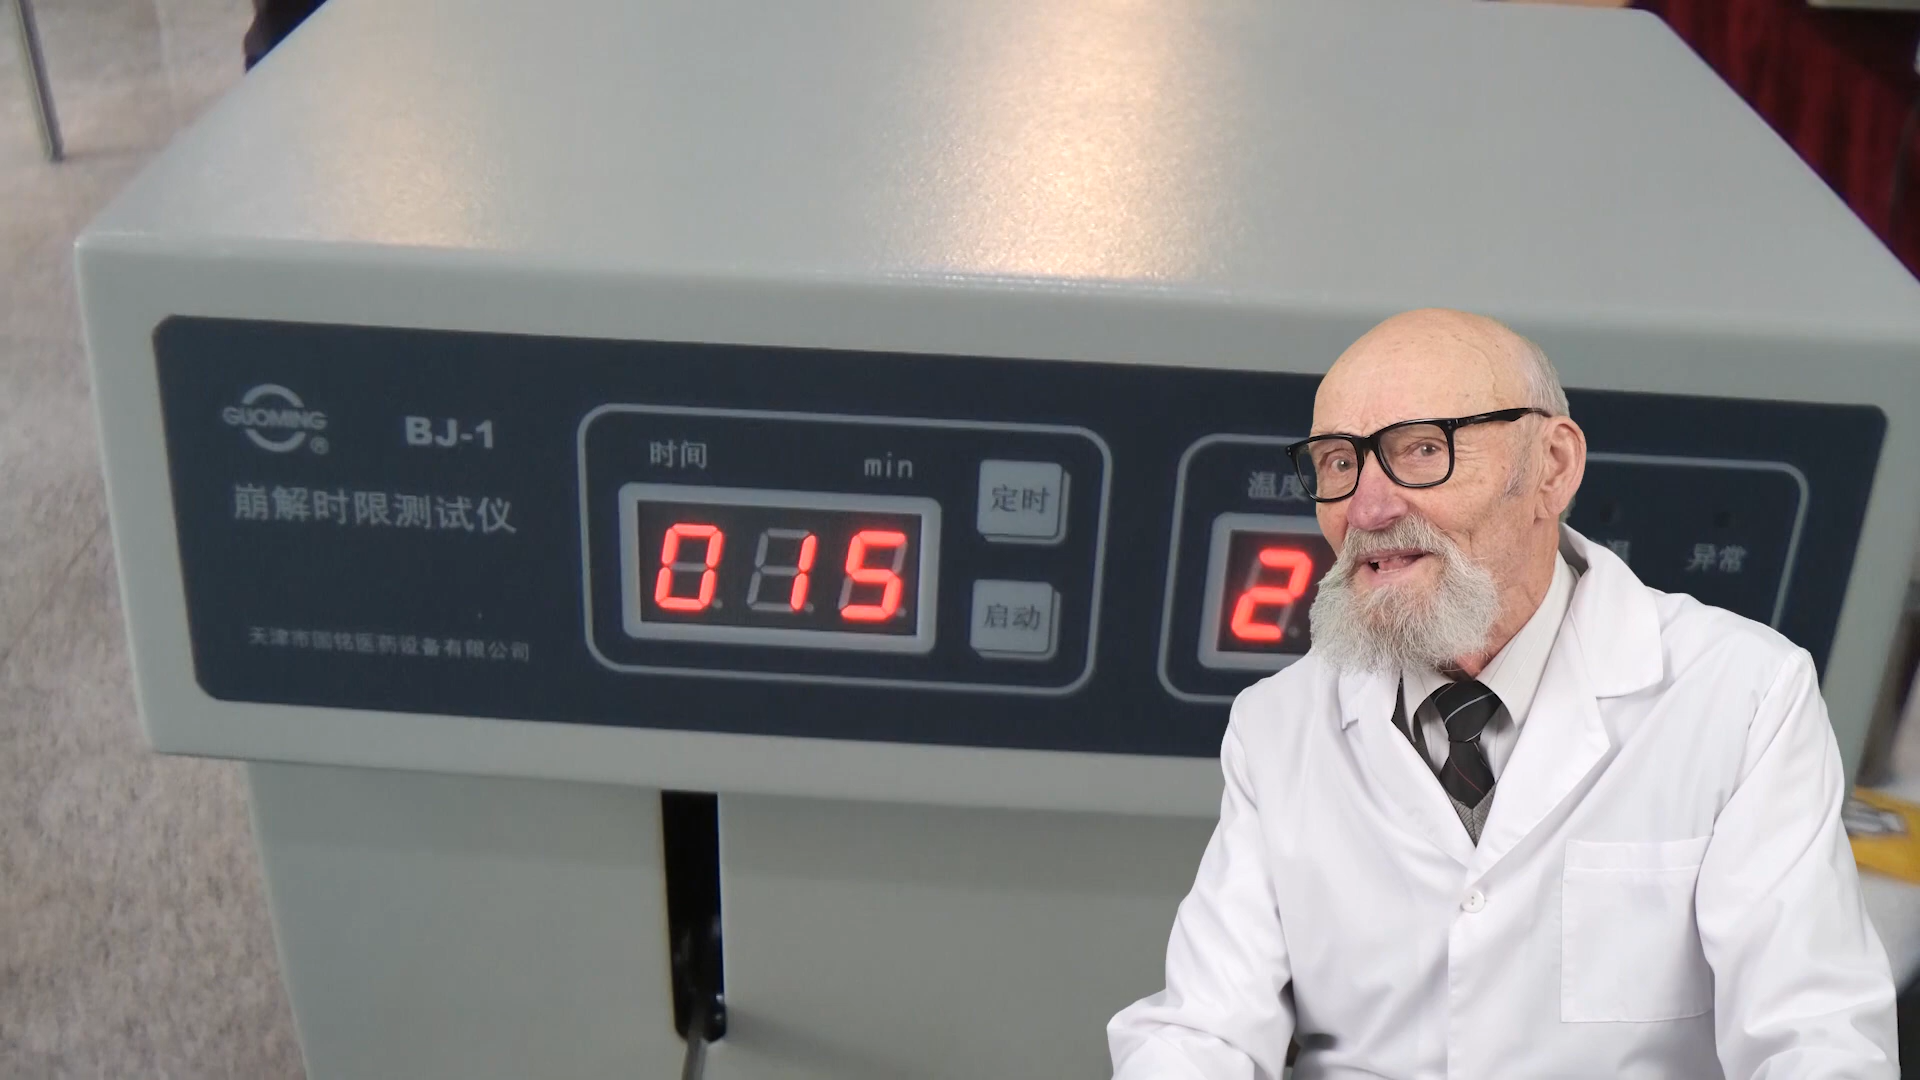 GUOMING
BJ-1
崩解时限测试仪
天津市国铭医药设备有限公司
时间
min
015
定时
启动
温度
2
异常